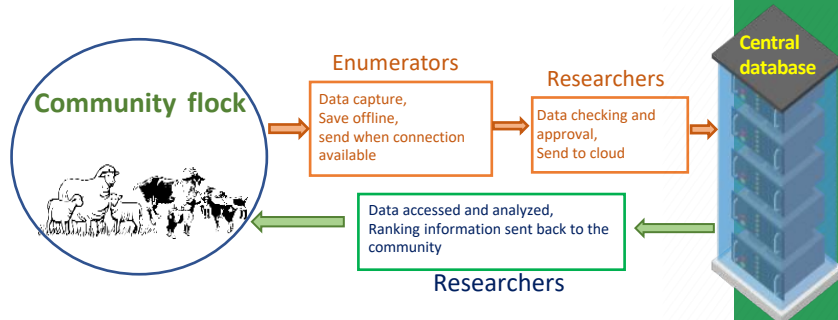 Community flock
Enumerators
Data capture,
Save offline,
send when connection
available
Researchers
Data checking and
approval,
Send to cloud
Central
database
Data accessed and analyzed,
Ranking information sent back to the
community
Researchers